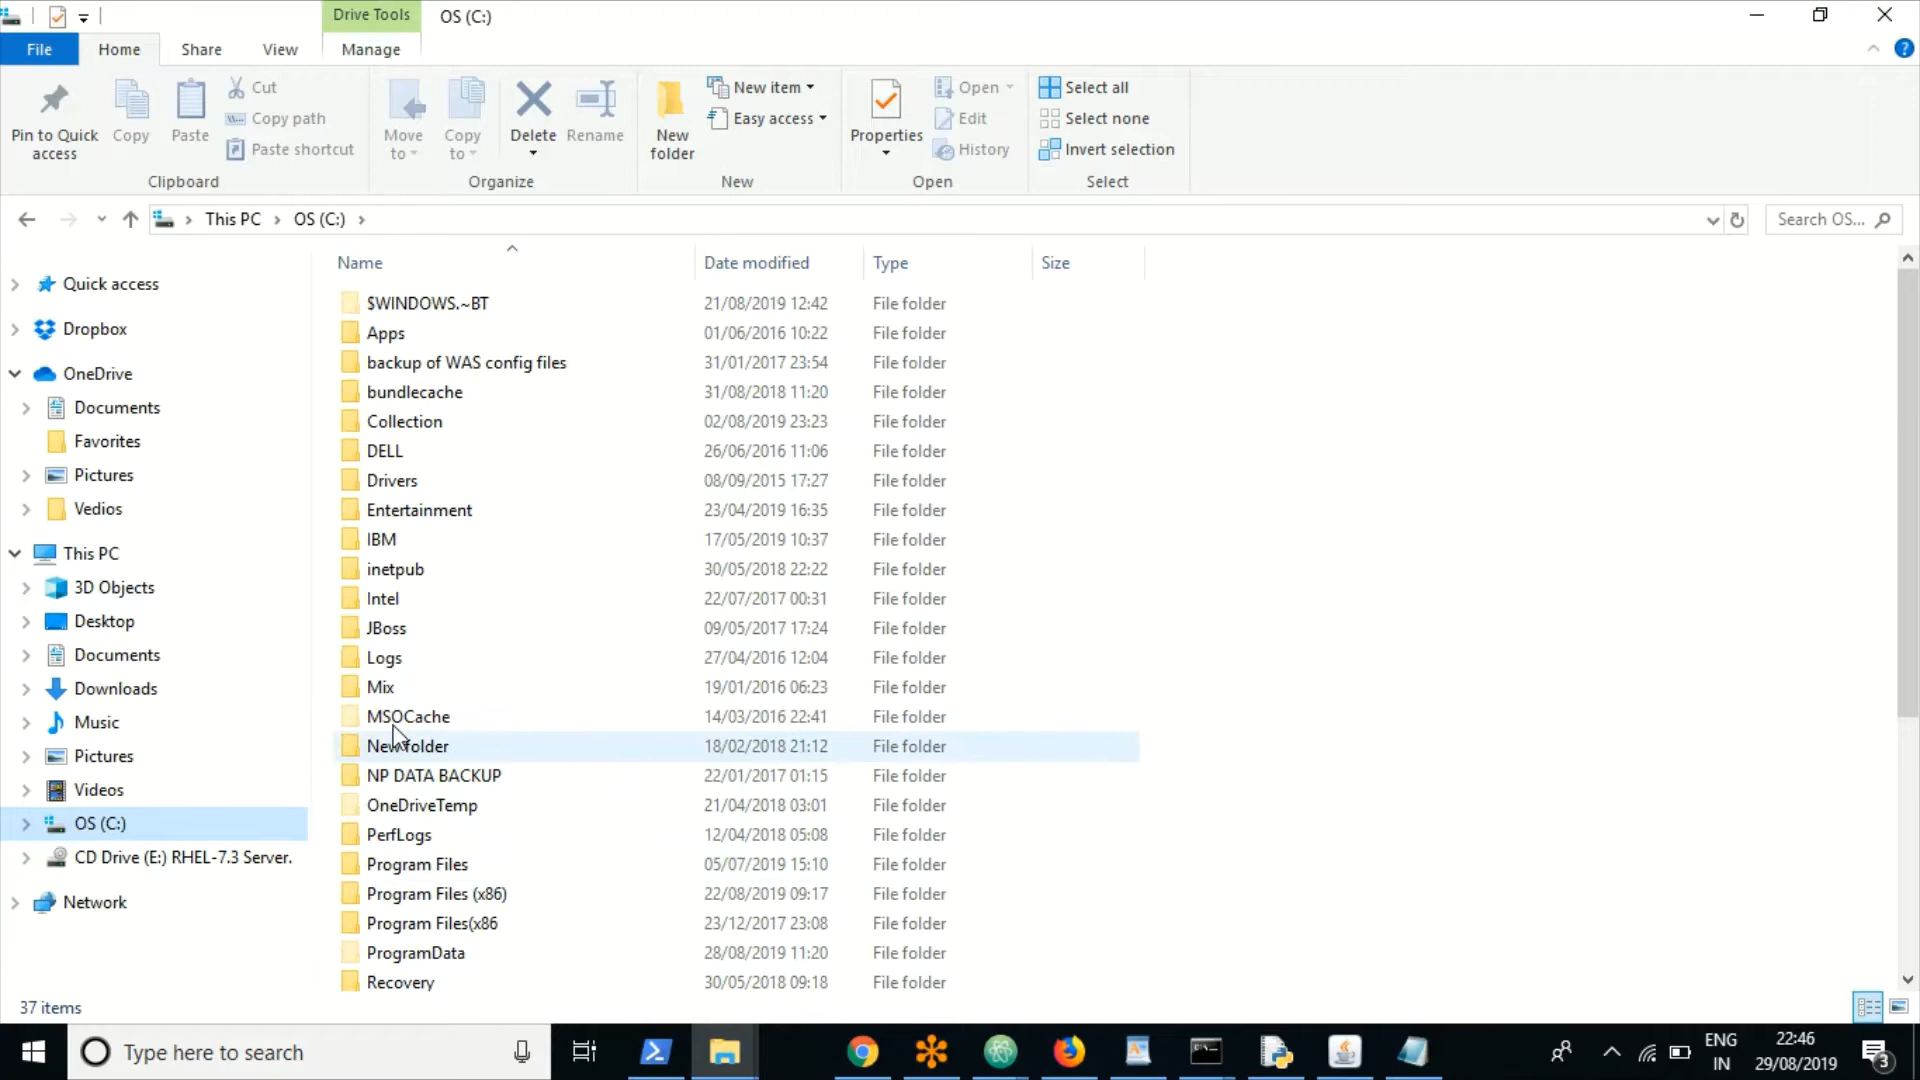 Drive Tools OS (C:)
File Home Share View Manage
Pin to Quick access
Copy
Paste
Cut
Copy path
Paste shortcut
Clipboard
Move to
Copy to
Delete
Rename
Organize
New folder
New item
Easy access
New
Properties
Open
Edit
History
Open
Select all
Select none
Invert selection
Select
This PC > OS (C:) >
Search OS...
Name Date modified Type Size
Quick access
Dropbox
OneDrive
Documents
Favorites
Pictures
Vedios
This PC
3D Objects
Desktop
Documents
Downloads
Music
Pictures
Videos
OS (C:)
CD Drive (E:) RHEL-7.3 Server.
Network
$WINDOWS.~BT 21/08/2019 12:42 File folder
Apps 01/06/2016 10:22 File folder
backup of WAS config files 31/01/2017 23:54 File folder
bundlecache 31/08/2018 11:20 File folder
Collection 02/08/2019 23:23 File folder
DELL 26/06/2016 11:06 File folder
Drivers 08/09/2015 17:27 File folder
Entertainment 23/04/2019 16:35 File folder
IBM 17/05/2019 10:37 File folder
inetpub 30/05/2018 22:22 File folder
Intel 22/07/2017 00:31 File folder
JBoss 09/05/2017 17:24 File folder
Logs 27/04/2016 12:04 File folder
Mix 19/01/2016 06:23 File folder
MSOCache 14/03/2016 22:41 File folder
New folder 18/02/2018 21:12 File folder
NP DATA BACKUP 22/01/2017 01:15 File folder
OneDriveTemp 21/04/2018 03:01 File folder
PerfLogs 12/04/2018 05:08 File folder
Program Files 05/07/2019 15:10 File folder
Program Files (x86) 22/08/2019 09:17 File folder
Program Files(x86 23/12/2017 23:08 File folder
ProgramData 28/08/2019 11:20 File folder
Recovery 30/05/2018 09:18 File folder
37 items
Type here to search
ENG
IN
22:46
29/08/2019
3